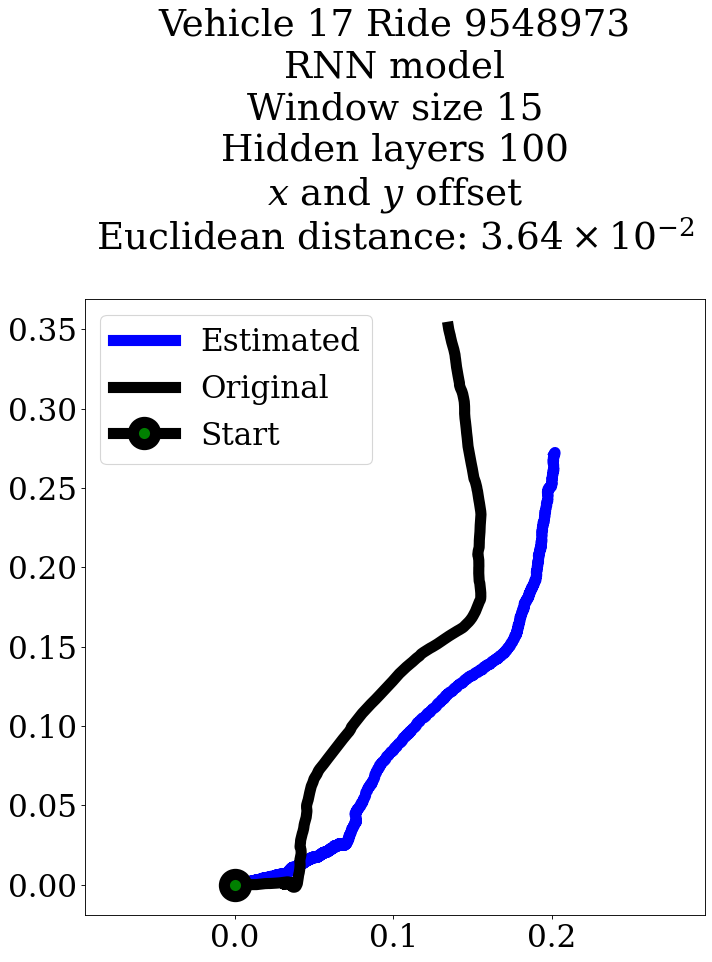 Vehicle 17 Ride 9548973
RNN model
Window size 15
Hidden layers 100
x and y offset
Euclidean distance: 3.64 × 10⁻²
Estimated
Original
Start
0.35
0.30
0.25
0.20
0.15
0.10
0.05
0.00
0.0 0.1 0.2